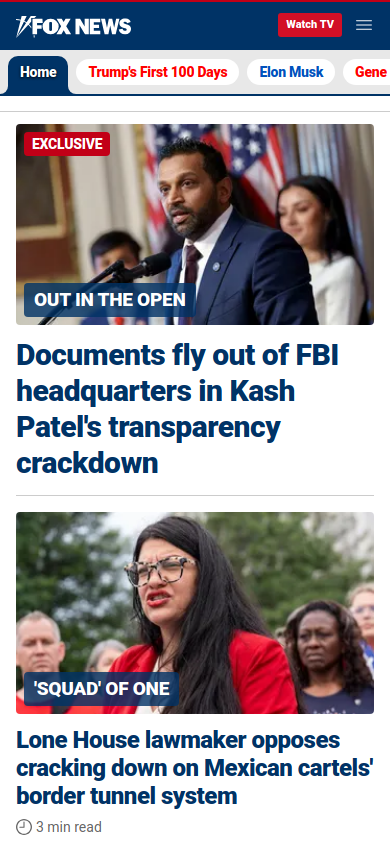 FOX NEWS
Watch TV
Home
Trump's First 100 Days
Elon Musk
Gene
EXCLUSIVE
OUT IN THE OPEN
Documents fly out of FBI
headquarters in Kash
Patel's transparency
crackdown
'SQUAD' OF ONE
Lone House lawmaker opposes
cracking down on Mexican cartels'
border tunnel system
3 min read